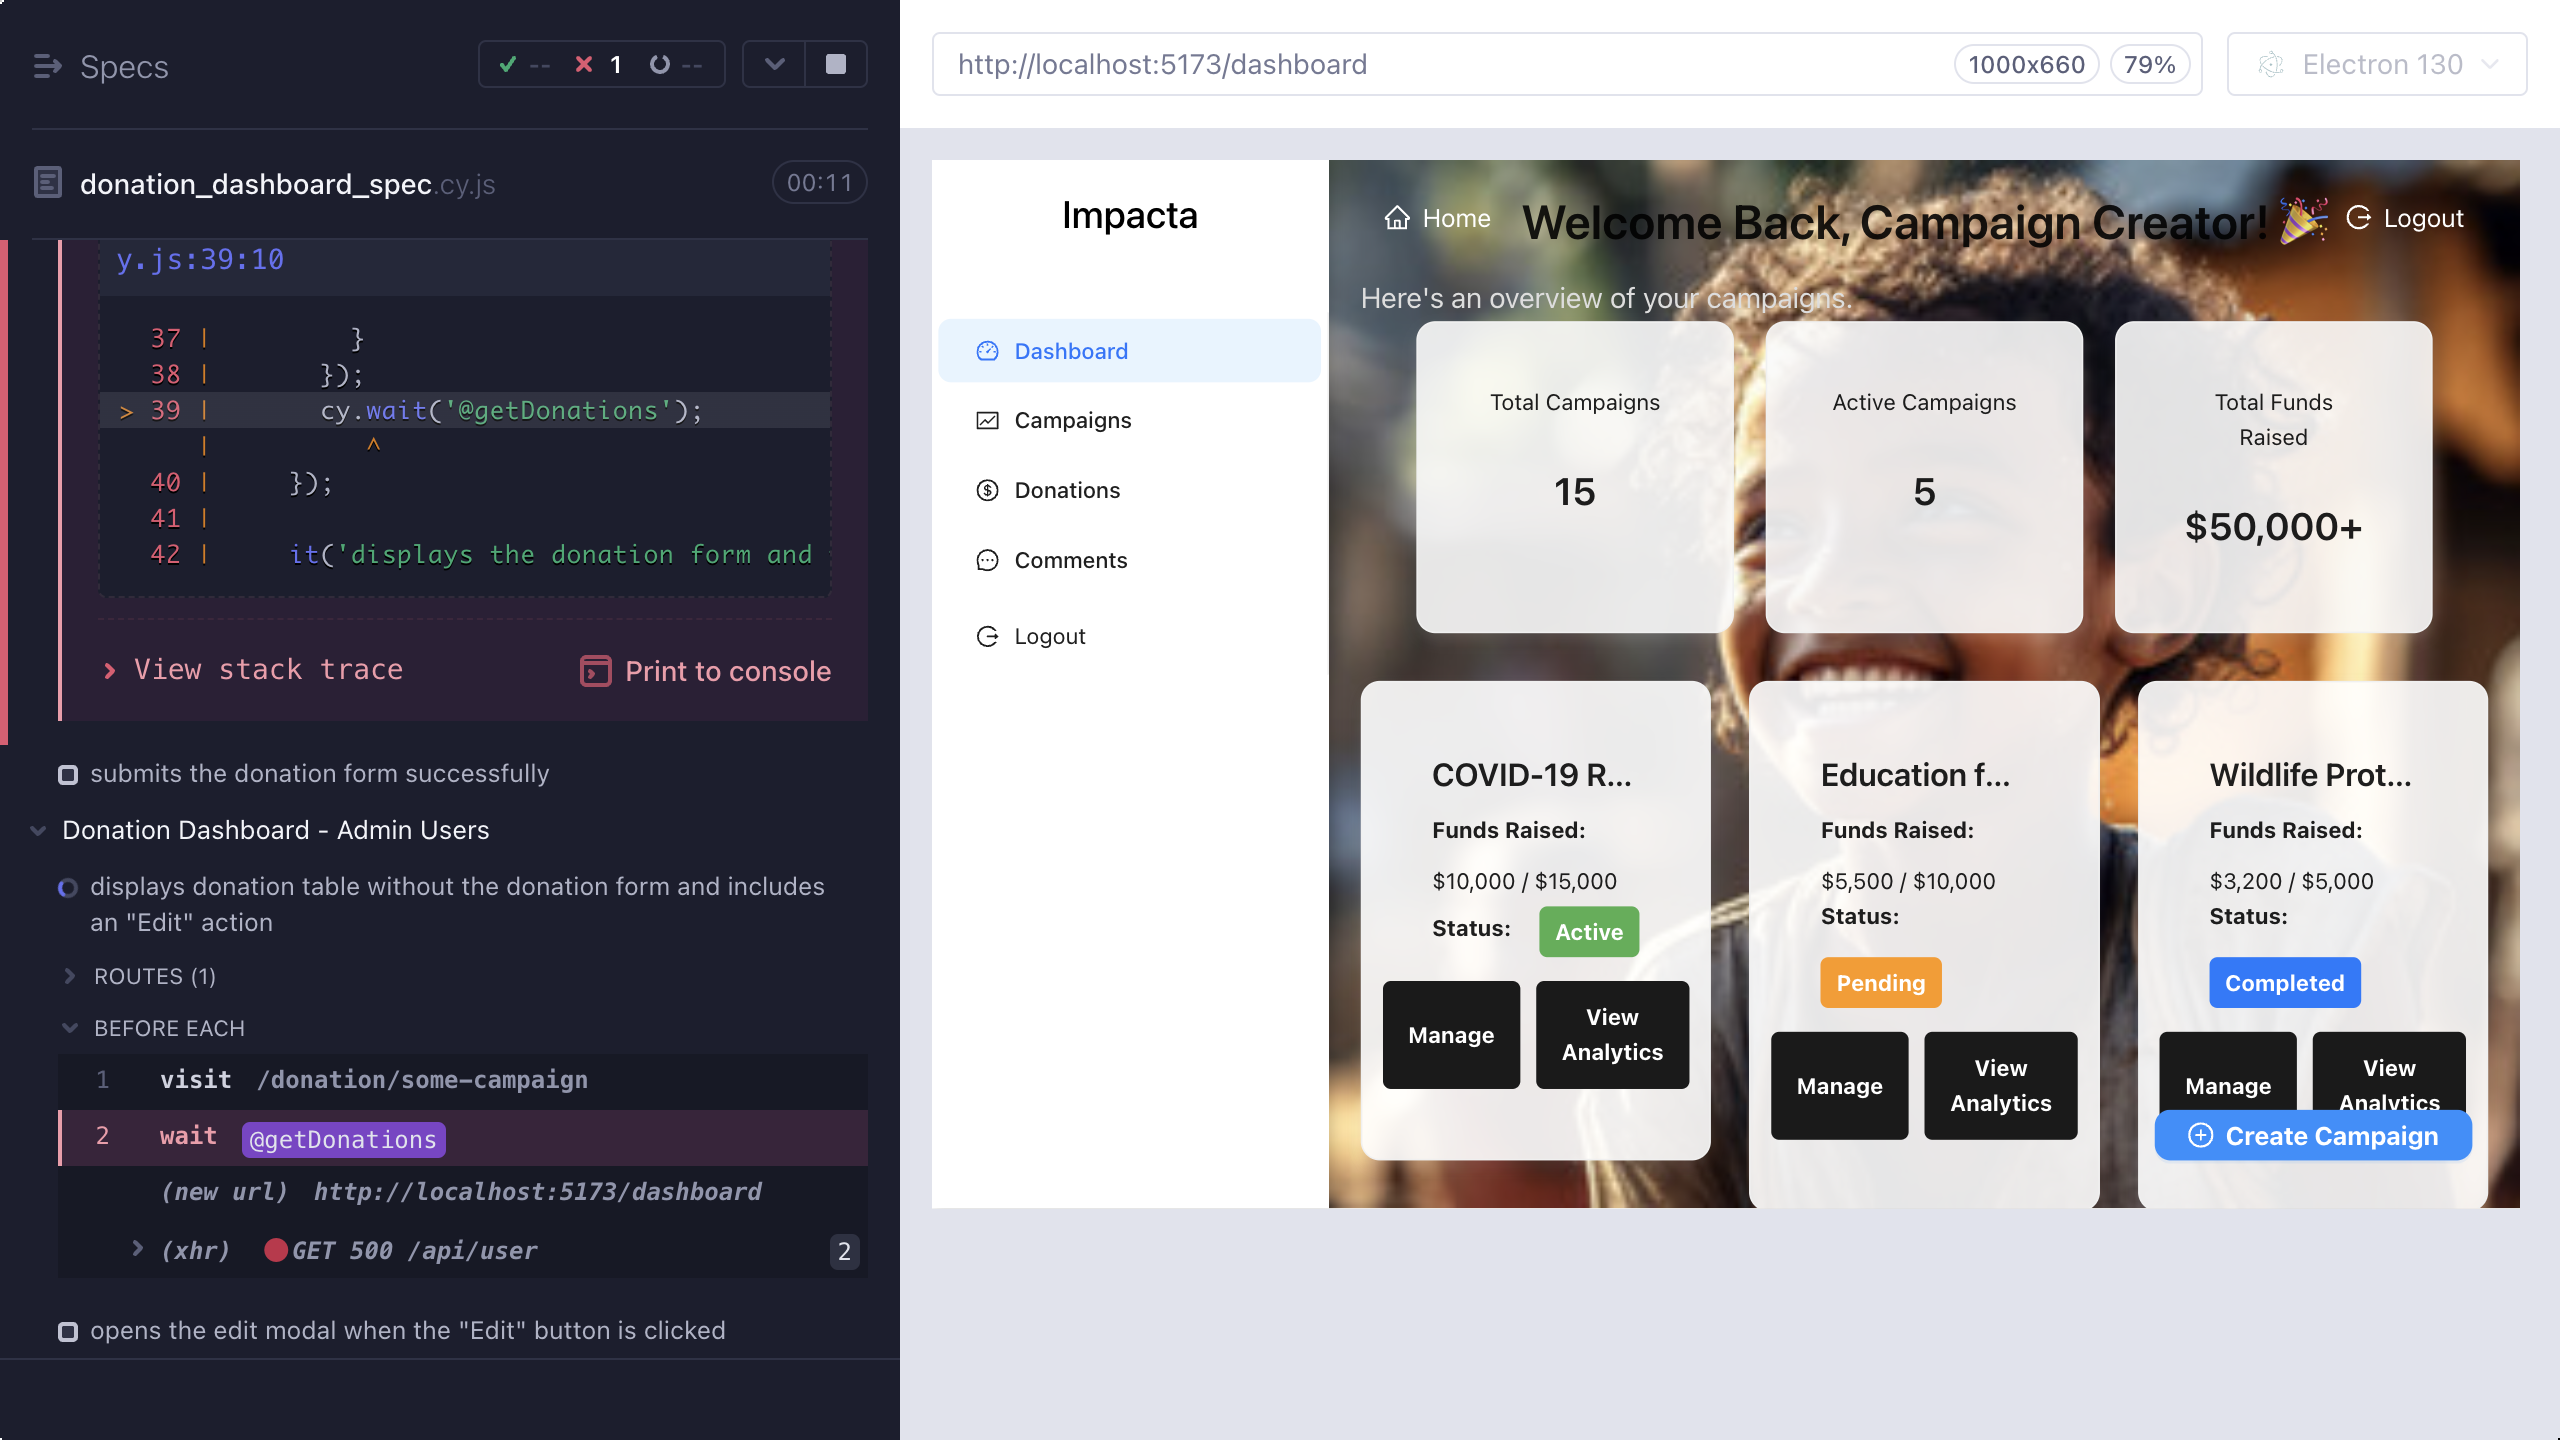 Specs
-- 1 --
donation_dashboard_spec.cy.js
00:11
y.js:39:10
37 | }
38 | });
> 39 | cy.wait('@getDonations');
| ^
40 | });
41 |
42 | it('displays the donation form and
View stack trace
Print to console
submits the donation form successfully
Donation Dashboard - Admin Users
displays donation table without the donation form and includes
an "Edit" action
ROUTES (1)
BEFORE EACH
1 visit /donation/some-campaign
2 wait @getDonations
(new url) http://localhost:5173/dashboard
(xhr) GET 500 /api/user 2
opens the edit modal when the "Edit" button is clicked
http://localhost:5173/dashboard
1000x660
79%
Electron 130
Impacta
Dashboard
Campaigns
Donations
Comments
Logout
Home
Welcome Back, Campaign Creator! 🎉
Logout
Here's an overview of your campaigns.
Total Campaigns
15
Active Campaigns
5
Total Funds
Raised
$50,000+
COVID-19 R...
Funds Raised:
$10,000 / $15,000
Status: Active
Manage
View
Analytics
Education f...
Funds Raised:
$5,500 / $10,000
Status:
Pending
Manage
View
Analytics
Wildlife Prot...
Funds Raised:
$3,200 / $5,000
Status:
Completed
Manage
View
Analytics
Create Campaign